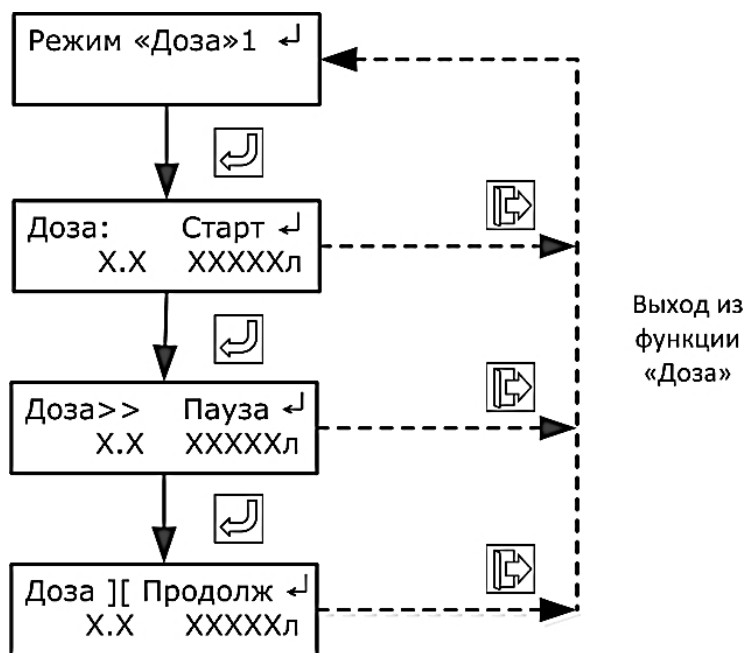 Режим «Доза»1 ↵
Доза: Старт ↵
X.X XXXXXл
Доза>> Пауза ↵
X.X XXXXXл
Доза ][ Продолж ↵
X.X XXXXXл
Выход из
функции
«Доза»